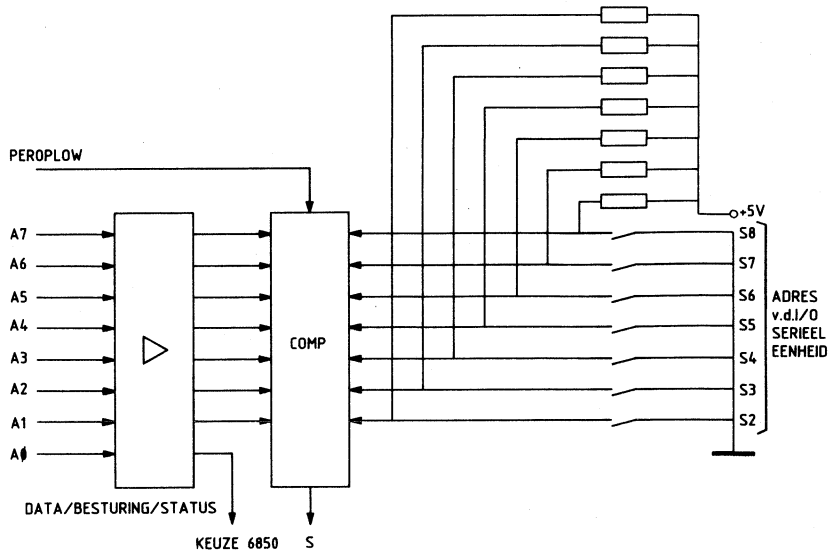 PEROPLOW
+5V
A7
A6
A5
A4
A3
A2
A1
AØ
COMP
S8
S7
S6
S5
S4
S3
S2
ADRES
v.d.I/O
SERIEEL
EENHEID
DATA/BESTURING/STATUS
KEUZE 6850
S